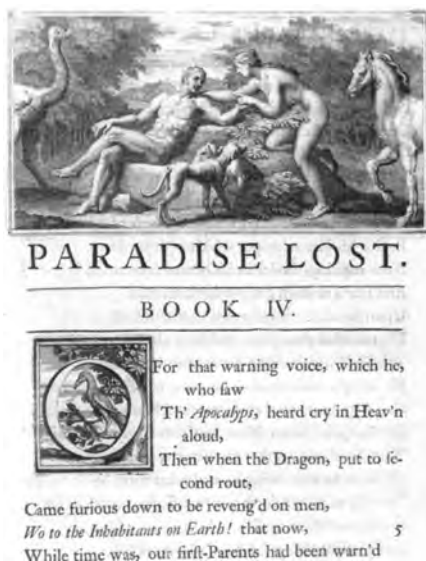 PARADISE LOST.
BOOK IV.
O For that warning voice, which he,
who ſaw
Th' Apocalyps, heard cry in Heav'n
aloud,
Then when the Dragon, put to ſe-
cond rout,
Came furious down to be reveng'd on men,
Wo to the Inhabitants on Earth! that now, 5
While time was, our firſt-Parents had been warn'd